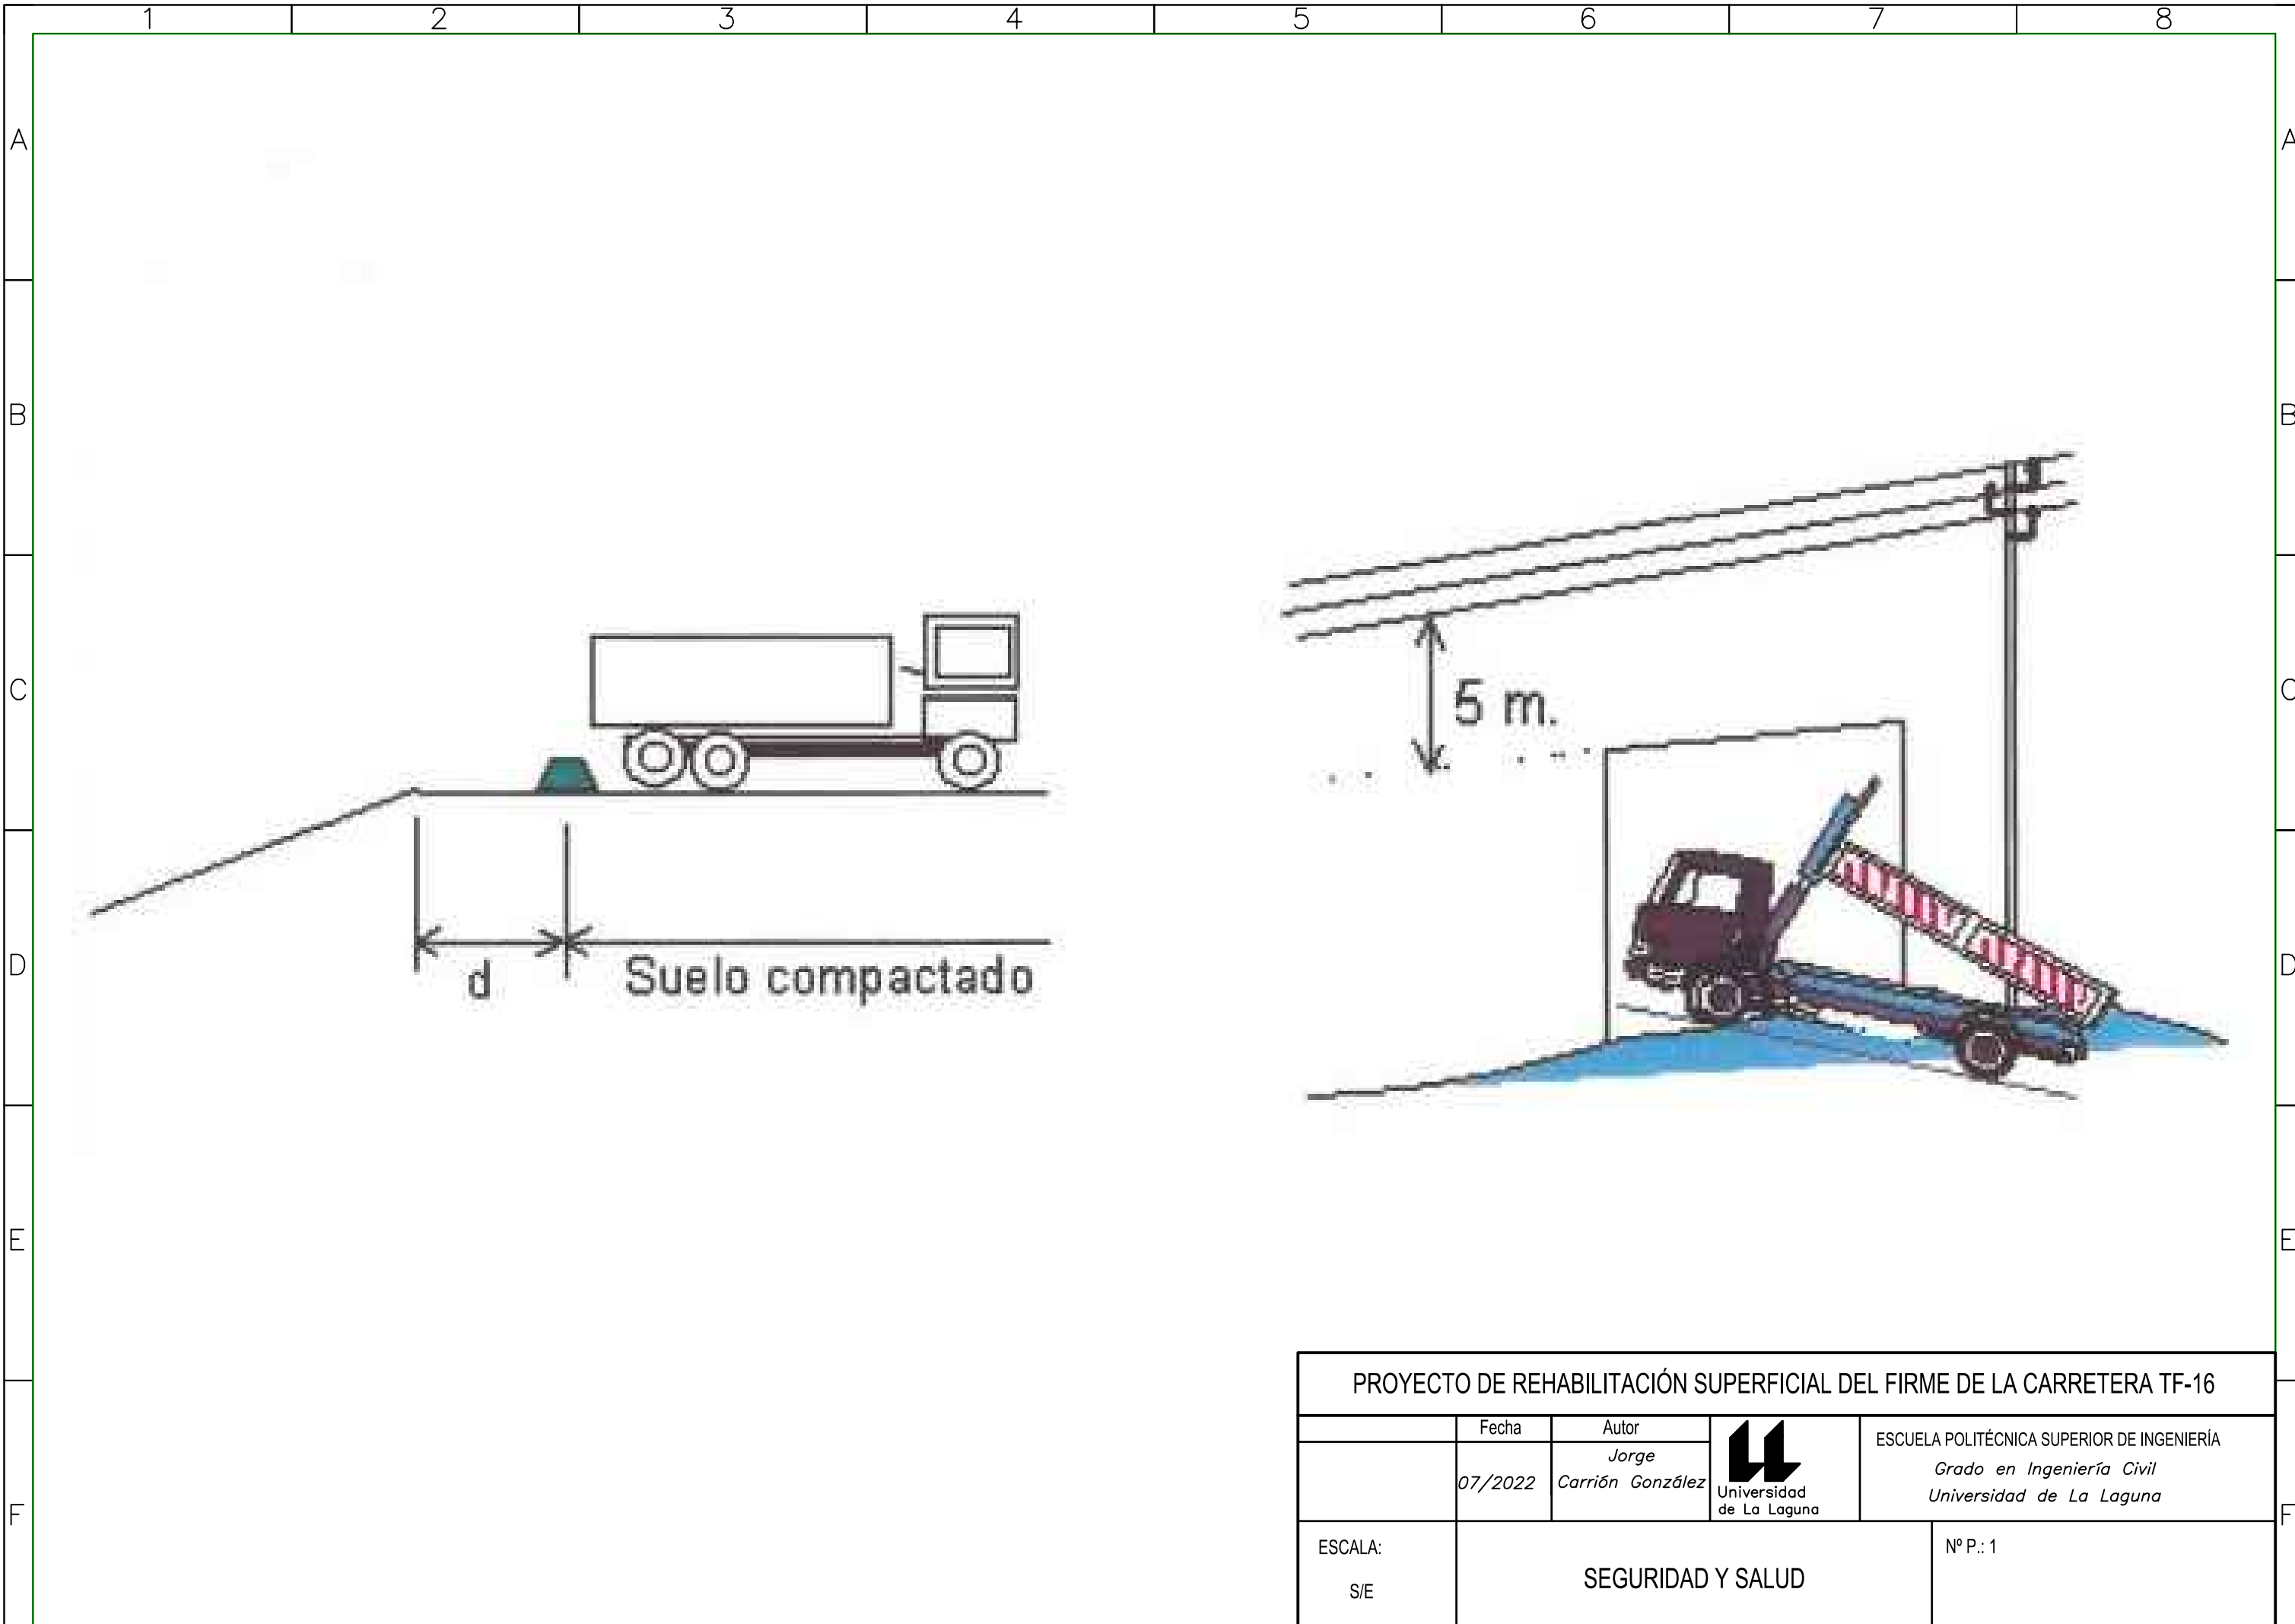 1 2 3 4 5 6 7 8
A A
B B
C C
D D
E E
F F
5 m.
d
Suelo compactado
PROYECTO DE REHABILITACIÓN SUPERFICIAL DEL FIRME DE LA CARRETERA TF-16
Fecha
Autor
07/2022
Jorge
Carrión González
Universidad
de La Laguna
ESCUELA POLITÉCNICA SUPERIOR DE INGENIERÍA
Grado en Ingeniería Civil
Universidad de La Laguna
ESCALA:
S/E
SEGURIDAD Y SALUD
Nº P.: 1